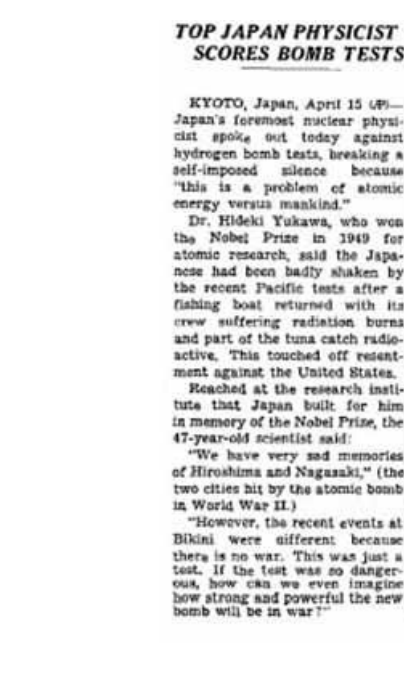 TOP JAPAN PHYSICIST
SCORES BOMB TESTS
KYOTO, Japan, April 15 (AP)—
Japan's foremost nuclear physi-
cist spoke out today against
hydrogen bomb tests, breaking a
self-imposed silence because
"this is a problem of atomic
energy versus mankind."
Dr. Hideki Yukawa, who won
the Nobel Prize in 1949 for
atomic research, said the Japa-
nese had been badly shaken by
the recent Pacific tests after a
fishing boat returned with its
crew suffering radiation burns
and part of the tuna catch radio-
active. This touched off resent-
ment against the United States.
Reached at the research insti-
tute that Japan built for him
in memory of the Nobel Prize, the
47-year-old scientist said:
"We have very sad memories
of Hiroshima and Nagasaki," (the
two cities hit by the atomic bomb
in World War II.)
"However, the recent events at
Bikini were different because
there is no war. This was just a
test. If the test was so danger-
ous, how can we even imagine
how strong and powerful the new
bomb will be in war?"